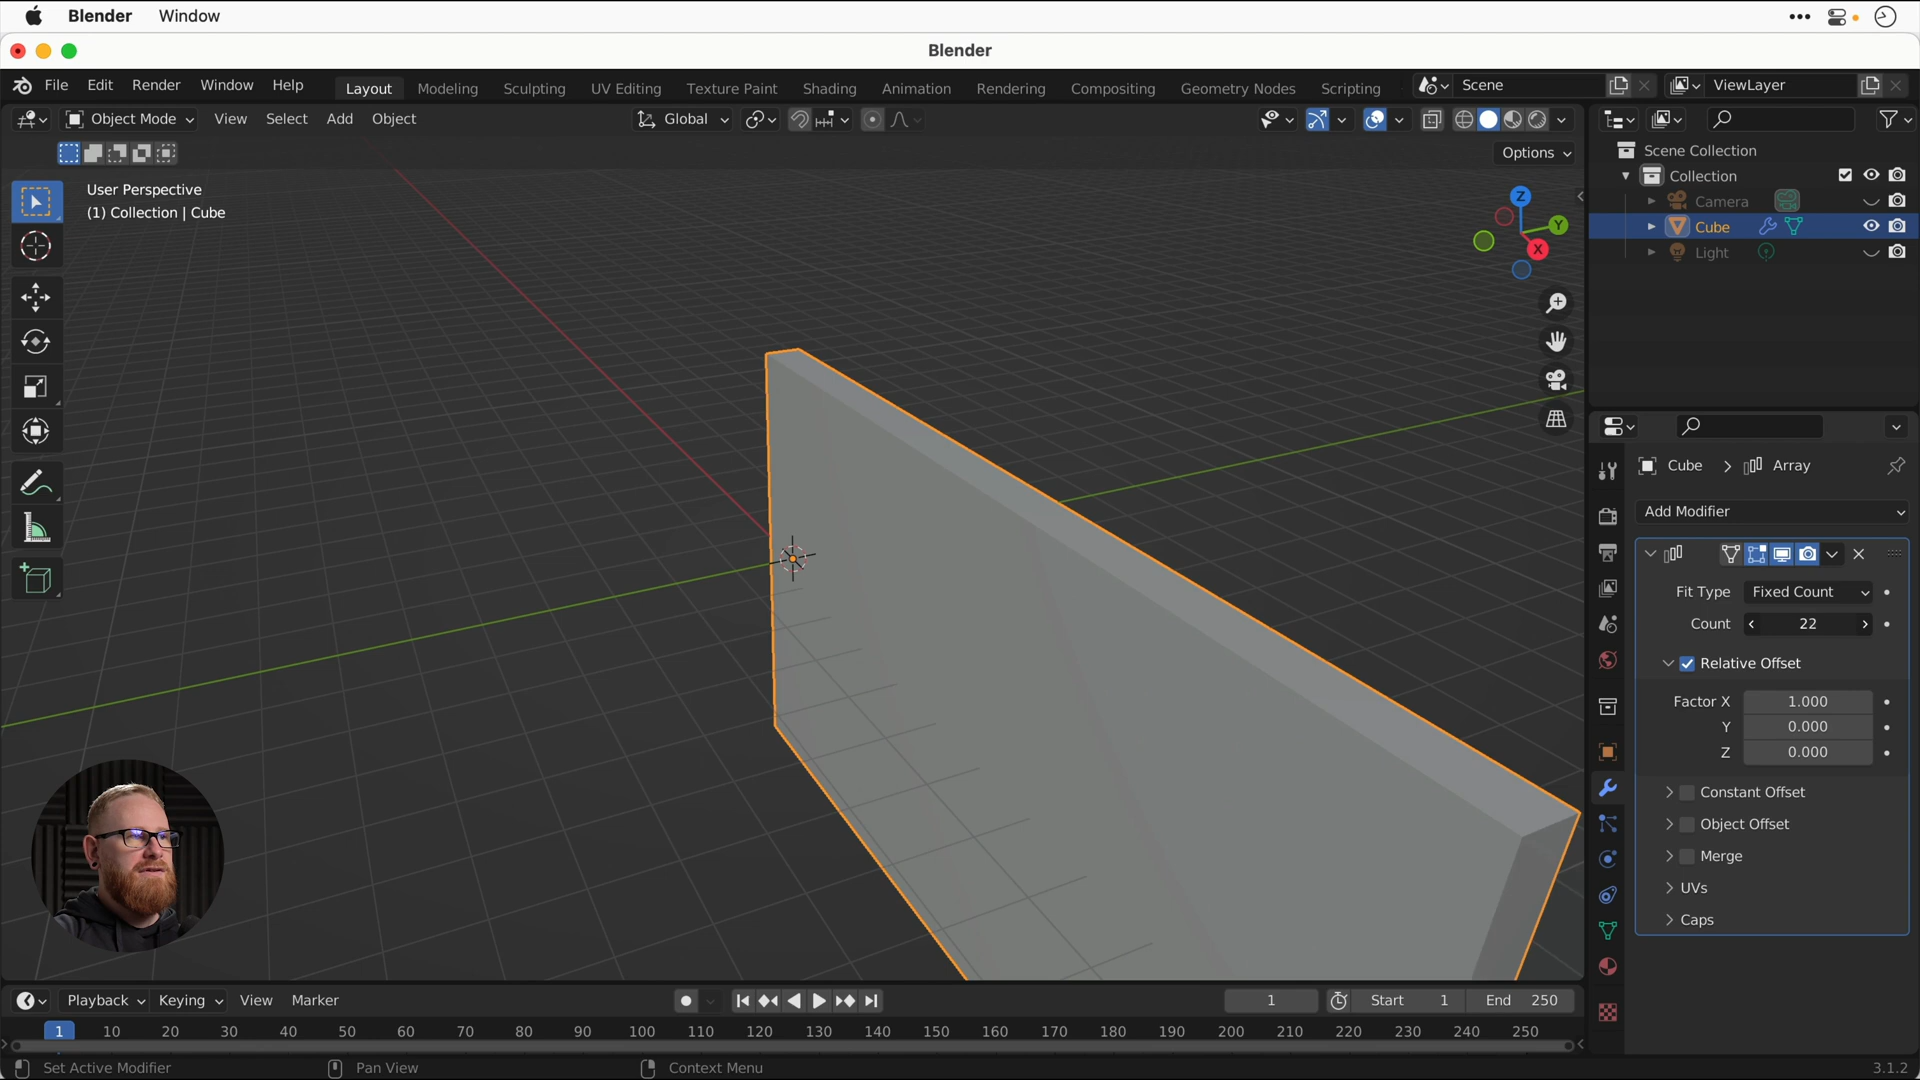 Blender Window
Blender
File Edit Render Window Help Layout Modeling Sculpting UV Editing Texture Paint Shading Animation Rendering Compositing Geometry Nodes Scripting Scene ViewLayer
Object Mode View Select Add Object Global
Options
User Perspective
(1) Collection | Cube
Z
Y
X
Scene Collection
Collection
Camera
Cube
Light
Cube > Array
Add Modifier
Fit Type Fixed Count
Count 22
Relative Offset
Factor X 1.000
Y 0.000
Z 0.000
Constant Offset
Object Offset
Merge
UVs
Caps
Playback Keying View Marker 1 Start 1 End 250
1 10 20 30 40 50 60 70 80 90 100 110 120 130 140 150 160 170 180 190 200 210 220 230 240 250
Set Active Modifier Pan View Context Menu 3.1.2